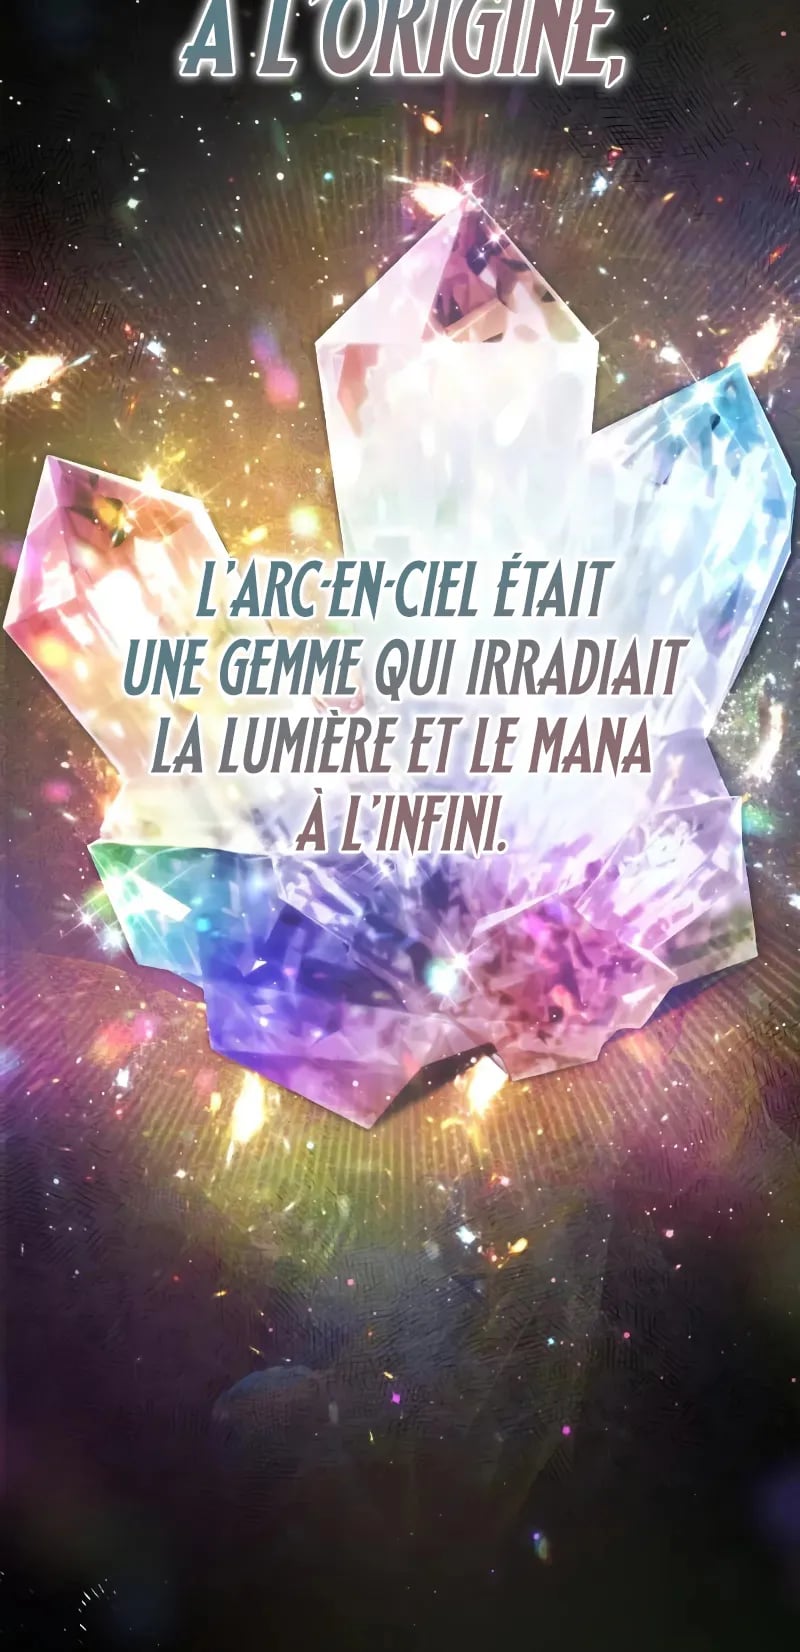 À L'ORIGINE,
L'ARC-EN-CIEL ÉTAIT
UNE GEMME QUI IRRADIAIT
LA LUMIÈRE ET LE MANA
À L'INFINI.